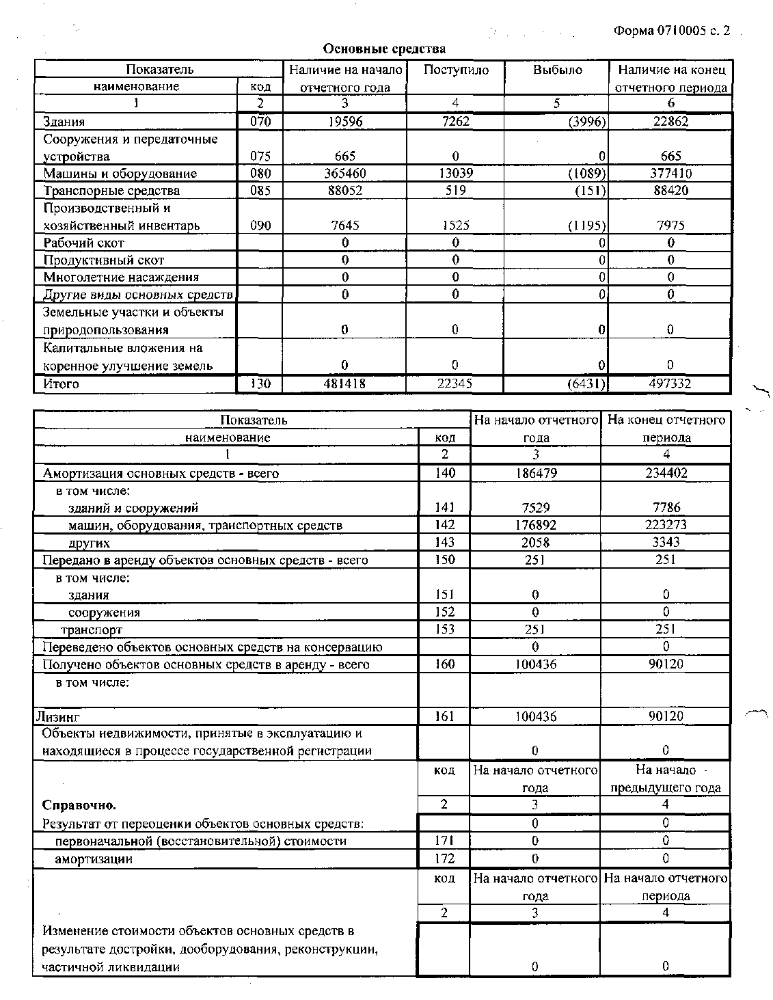 Форма 0710005 с. 2
Основные средства
Показатель Наличие на начало Поступило Выбыло Наличие на конец
наименование код отчетного года отчетного периода
1 2 3 4 5 6
Здания 070 19596 7262 (3996) 22862
Сооружения и передаточные
устройства 075 665 0 0 665
Машины и оборудование 080 365460 13039 (1089) 377410
Транспорные средства 085 88052 519 (151) 88420
Производственный и
хозяйственный инвентарь 090 7645 1525 (1195) 7975
Рабочий скот 0 0 0 0
Продуктивный скот 0 0 0 0
Многолетние насаждения 0 0 0 0
Другие виды основных средств 0 0 0 0
Земельные участки и объекты
природопользования 0 0 0 0
Капитальные вложения на
коренное улучшение земель 0 0 0 0
Итого 130 481418 22345 (6431) 497332
Показатель На начало отчетного На конец отчетного
наименование код года периода
1 2 3 4
Амортизация основных средств - всего 140 186479 234402
в том числе:
зданий и сооружений 141 7529 7786
машин, оборудования, транспортных средств 142 176892 223273
других 143 2058 3343
Передано в аренду объектов основных средств - всего 150 251 251
в том числе:
здания 151 0 0
сооружения 152 0 0
транспорт 153 251 251
Переведено объектов основных средств на консервацию 0 0
Получено объектов основных средств в аренду - всего 160 100436 90120
в том числе:
Лизинг 161 100436 90120
Объекты недвижимости, принятые в эксплуатацию и
находящиеся в процессе государственной регистрации 0 0
код На начало отчетного На начало
года предыдущего года
Справочно. 2 3 4
Результат от переоценки объектов основных средств: 0 0
первоначальной (восстановительной) стоимости 171 0 0
амортизации 172 0 0
код На начало отчетного На начало отчетного
года периода
2 3 4
Изменение стоимости объектов основных средств в
результате достройки, дооборудования, реконструкции,
частичной ликвидации 0 0